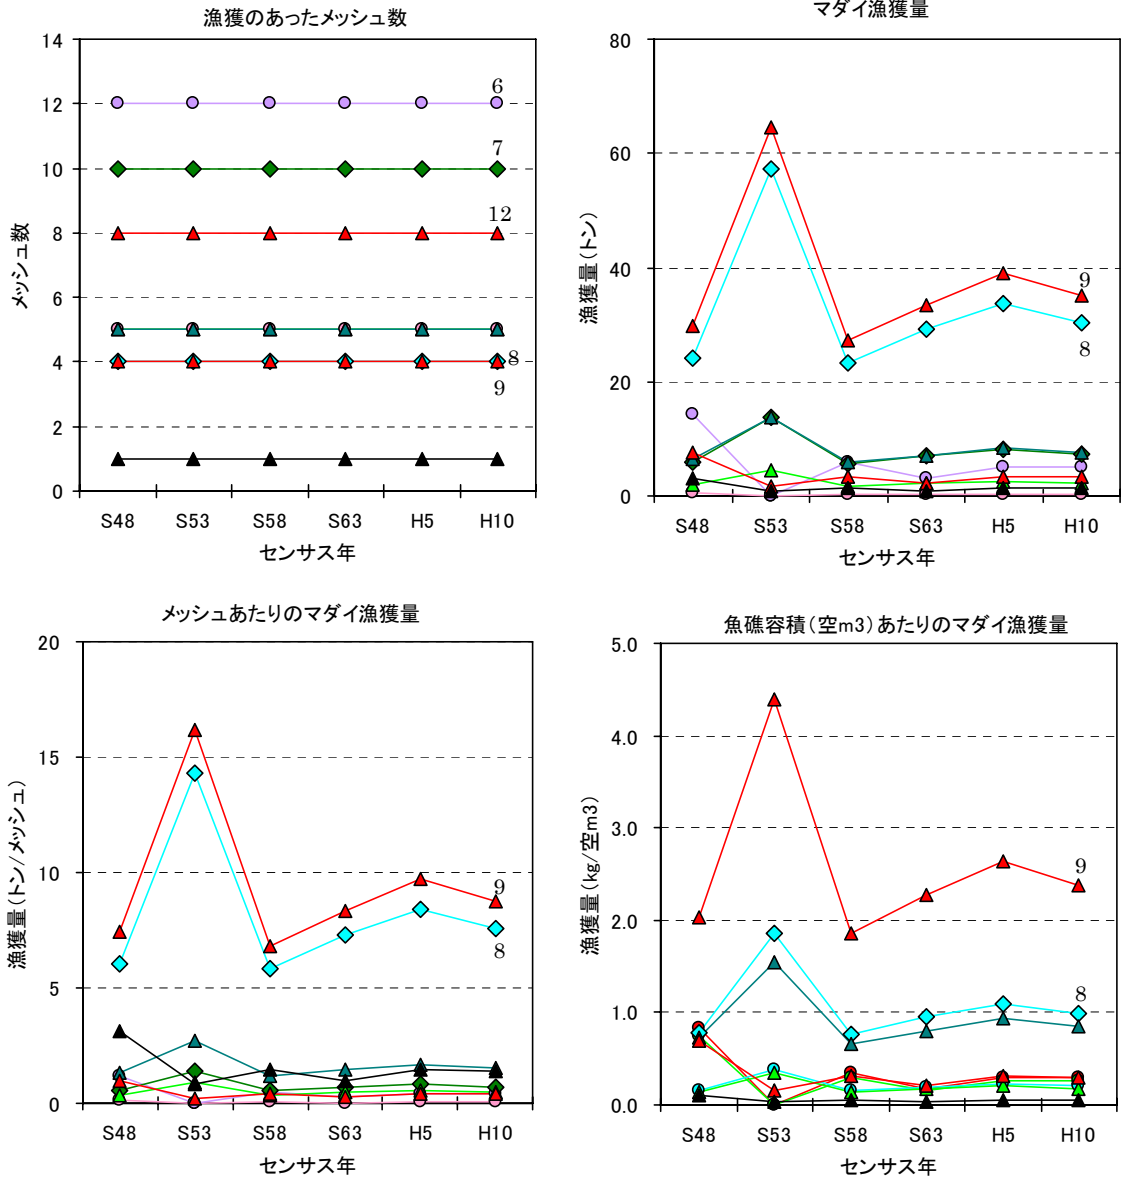 漁獲のあったメッシュ数
14
12
10
8
6
4
2
0
メッシュ数
6
7
12
8
9
S48 S53 S58 S63 H5 H10
センサス年
マダイ漁獲量
80
60
40
20
0
漁獲量(トン)
9
8
S48 S53 S58 S63 H5 H10
センサス年
メッシュあたりのマダイ漁獲量
20
15
10
5
0
漁獲量(トン/メッシュ)
9
8
S48 S53 S58 S63 H5 H10
センサス年
魚礁容積(空m3)あたりのマダイ漁獲量
5.0
4.0
3.0
2.0
1.0
0.0
漁獲量(kg/空m3)
9
8
S48 S53 S58 S63 H5 H10
センサス年